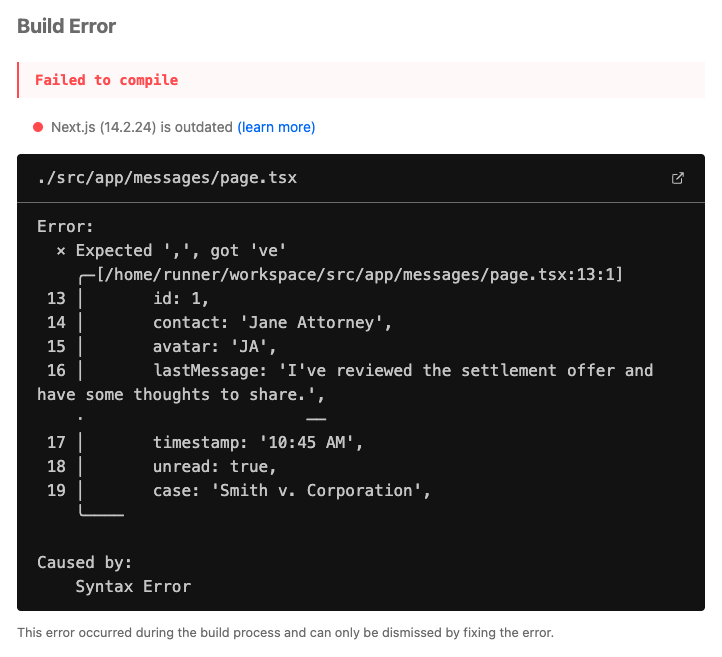 Build Error
Failed to compile
Next.js (14.2.24) is outdated (learn more)
./src/app/messages/page.tsx
Error:
  × Expected ',', got 've'
    ╭─[/home/runner/workspace/src/app/messages/page.tsx:13:1]
 13 │       id: 1,
 14 │       contact: 'Jane Attorney',
 15 │       avatar: 'JA',
 16 │       lastMessage: 'I've reviewed the settlement offer and
have some thoughts to share.',
    ·                       ──
 17 │       timestamp: '10:45 AM',
 18 │       unread: true,
 19 │       case: 'Smith v. Corporation',
    ╰────
Caused by:
    Syntax Error
This error occurred during the build process and can only be dismissed by fixing the error.